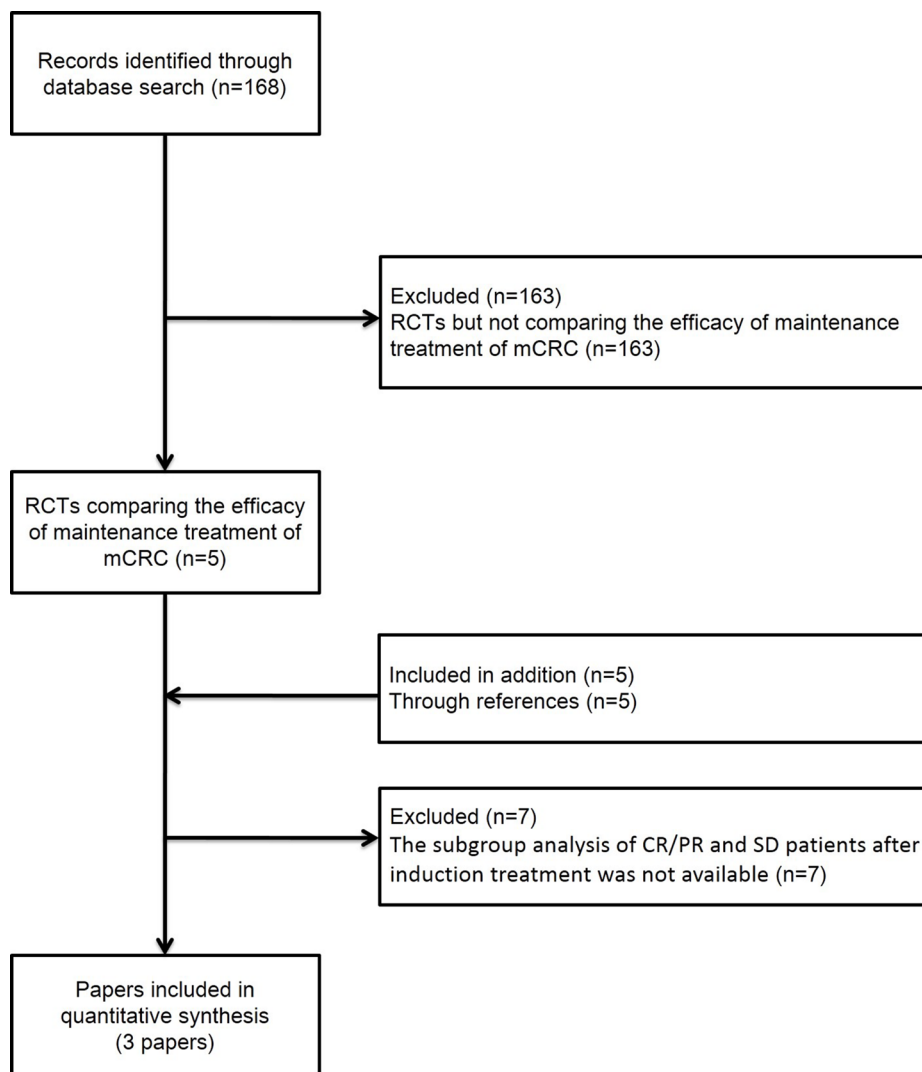 Records identified through
database search (n=168)
Excluded (n=163)
RCTs but not comparing the efficacy of maintenance
treatment of mCRC (n=163)
RCTs comparing the efficacy
of maintenance treatment of
mCRC (n=5)
Included in addition (n=5)
Through references (n=5)
Excluded (n=7)
The subgroup analysis of CR/PR and SD patients after
induction treatment was not available (n=7)
Papers included in
quantitative synthesis
(3 papers)